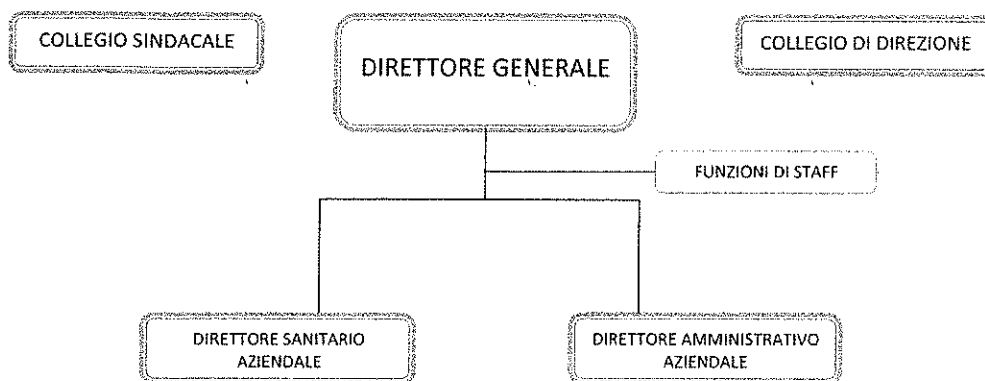 COLLEGIO SINDACALE
DIRETTORE GENERALE
COLLEGIO DI DIREZIONE
FUNZIONI DI STAFF
DIRETTORE SANITARIO
AZIENDALE
DIRETTORE AMMINISTRATIVO
AZIENDALE